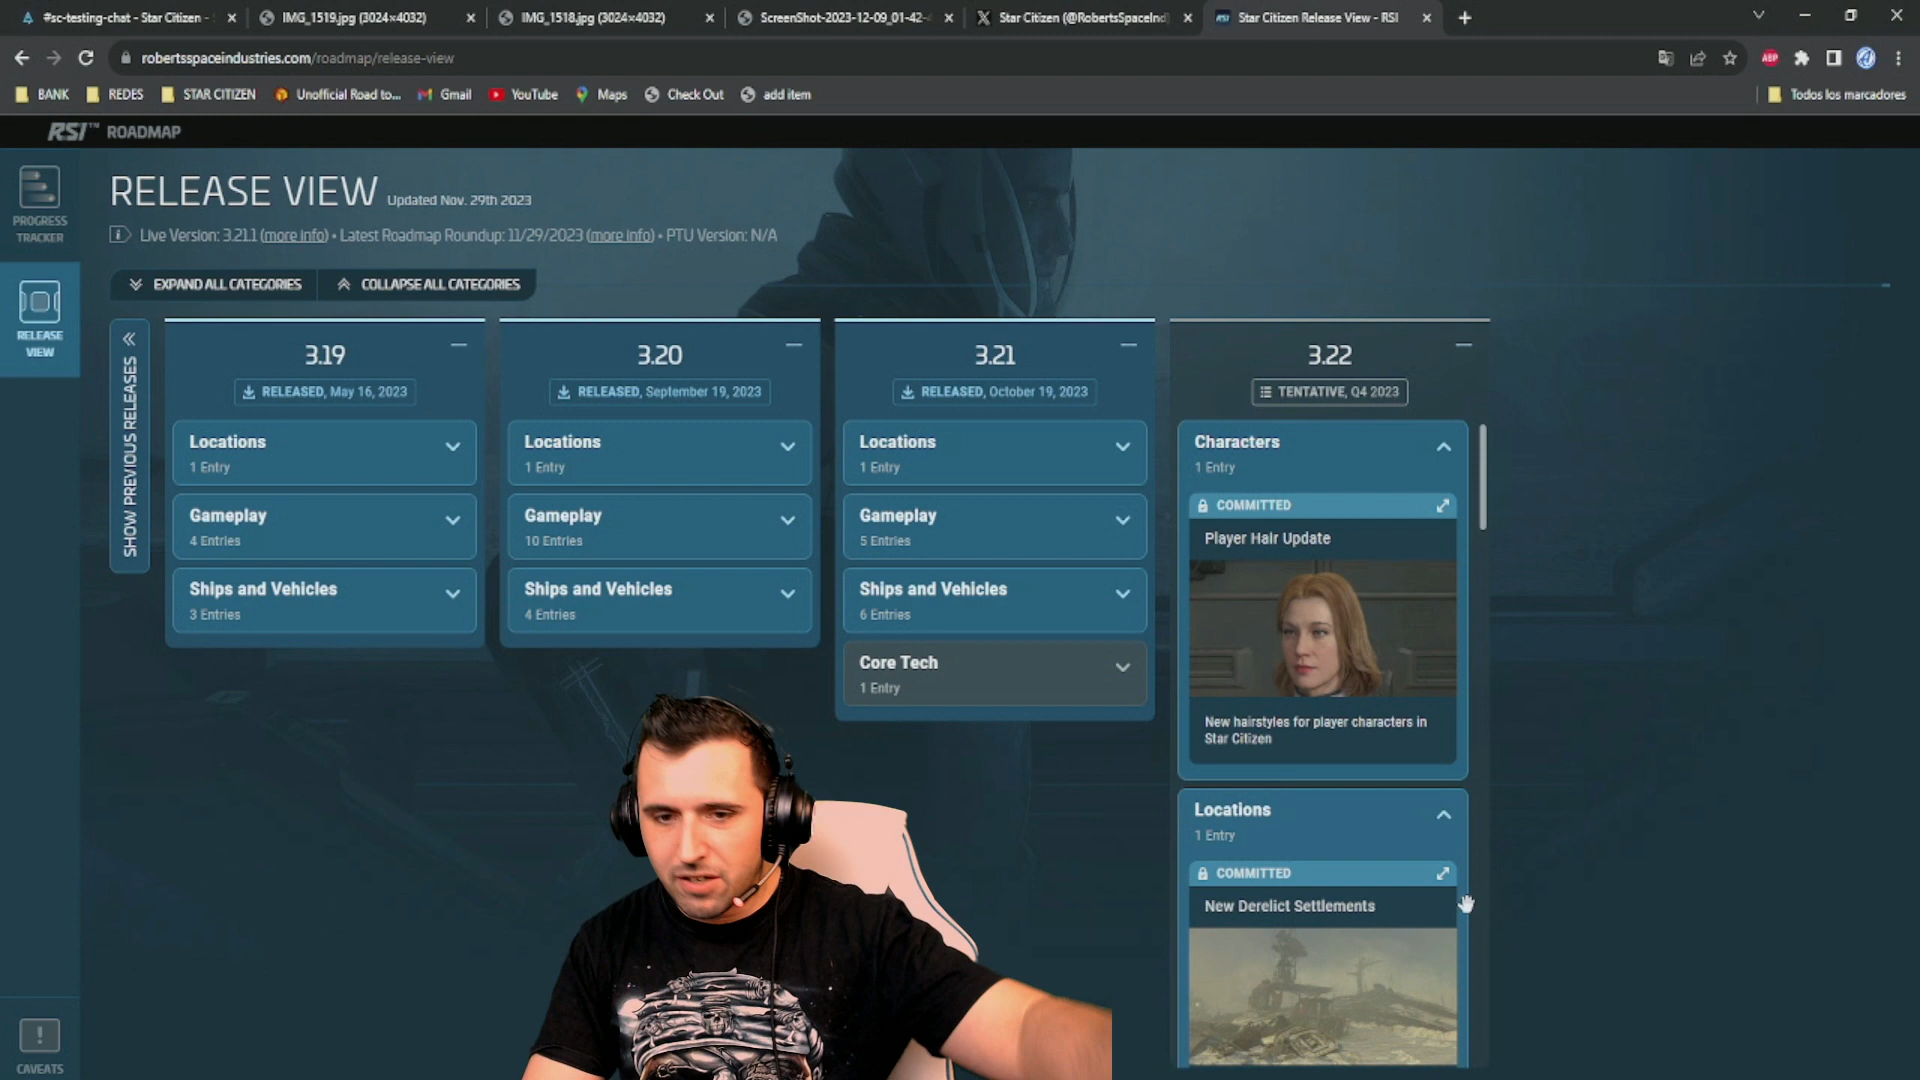 #sc-testing-chat - Star Citizen -
IMG_1519.jpg (3024×4032)
IMG_1518.jpg (3024×4032)
ScreenShot-2023-12-09_01-42-
Star Citizen (@RobertsSpaceInd
Star Citizen Release View - RSI
robertsspaceindustries.com/roadmap/release-view
ABP
BANK
REDES
STAR CITIZEN
Unofficial Road to...
Gmail
YouTube
Maps
Check Out
add item
Todos los marcadores
RSI™ ROADMAP
PROGRESS
TRACKER
RELEASE
VIEW
CAVEATS
RELEASE VIEW Updated Nov. 29th 2023
Live Version: 3.21.1 (more info) • Latest Roadmap Roundup: 11/29/2023 (more info) • PTU Version: N/A
EXPAND ALL CATEGORIES
COLLAPSE ALL CATEGORIES
SHOW PREVIOUS RELEASES
3.19
RELEASED, May 16, 2023
Locations
1 Entry
Gameplay
4 Entries
Ships and Vehicles
3 Entries
3.20
RELEASED, September 19, 2023
Locations
1 Entry
Gameplay
10 Entries
Ships and Vehicles
4 Entries
3.21
RELEASED, October 19, 2023
Locations
1 Entry
Gameplay
5 Entries
Ships and Vehicles
6 Entries
Core Tech
1 Entry
3.22
TENTATIVE, Q4 2023
Characters
1 Entry
COMMITTED
Player Hair Update
New hairstyles for player characters in
Star Citizen
Locations
1 Entry
COMMITTED
New Derelict Settlements